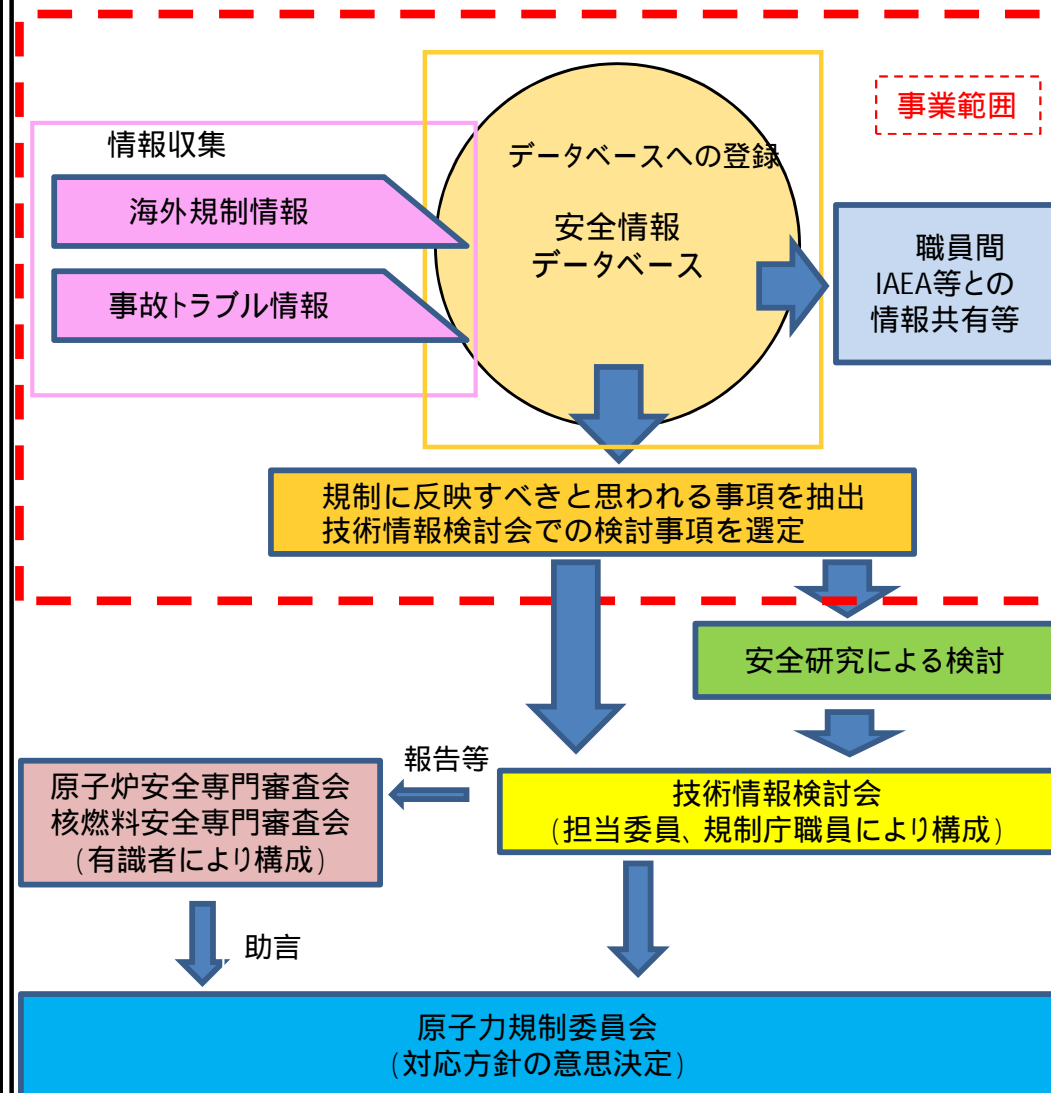 事業範囲
情報収集
海外規制情報
事故トラブル情報
データベースへの登録
安全情報
データベース
職員間
IAEA等との
情報共有等
規制に反映すべきと思われる事項を抽出
技術情報検討会での検討事項を選定
安全研究による検討
報告等
原子炉安全専門審査会
核燃料安全専門審査会
(有識者により構成)
技術情報検討会
(担当委員、規制庁職員により構成)
助言
原子力規制委員会
(対応方針の意思決定)